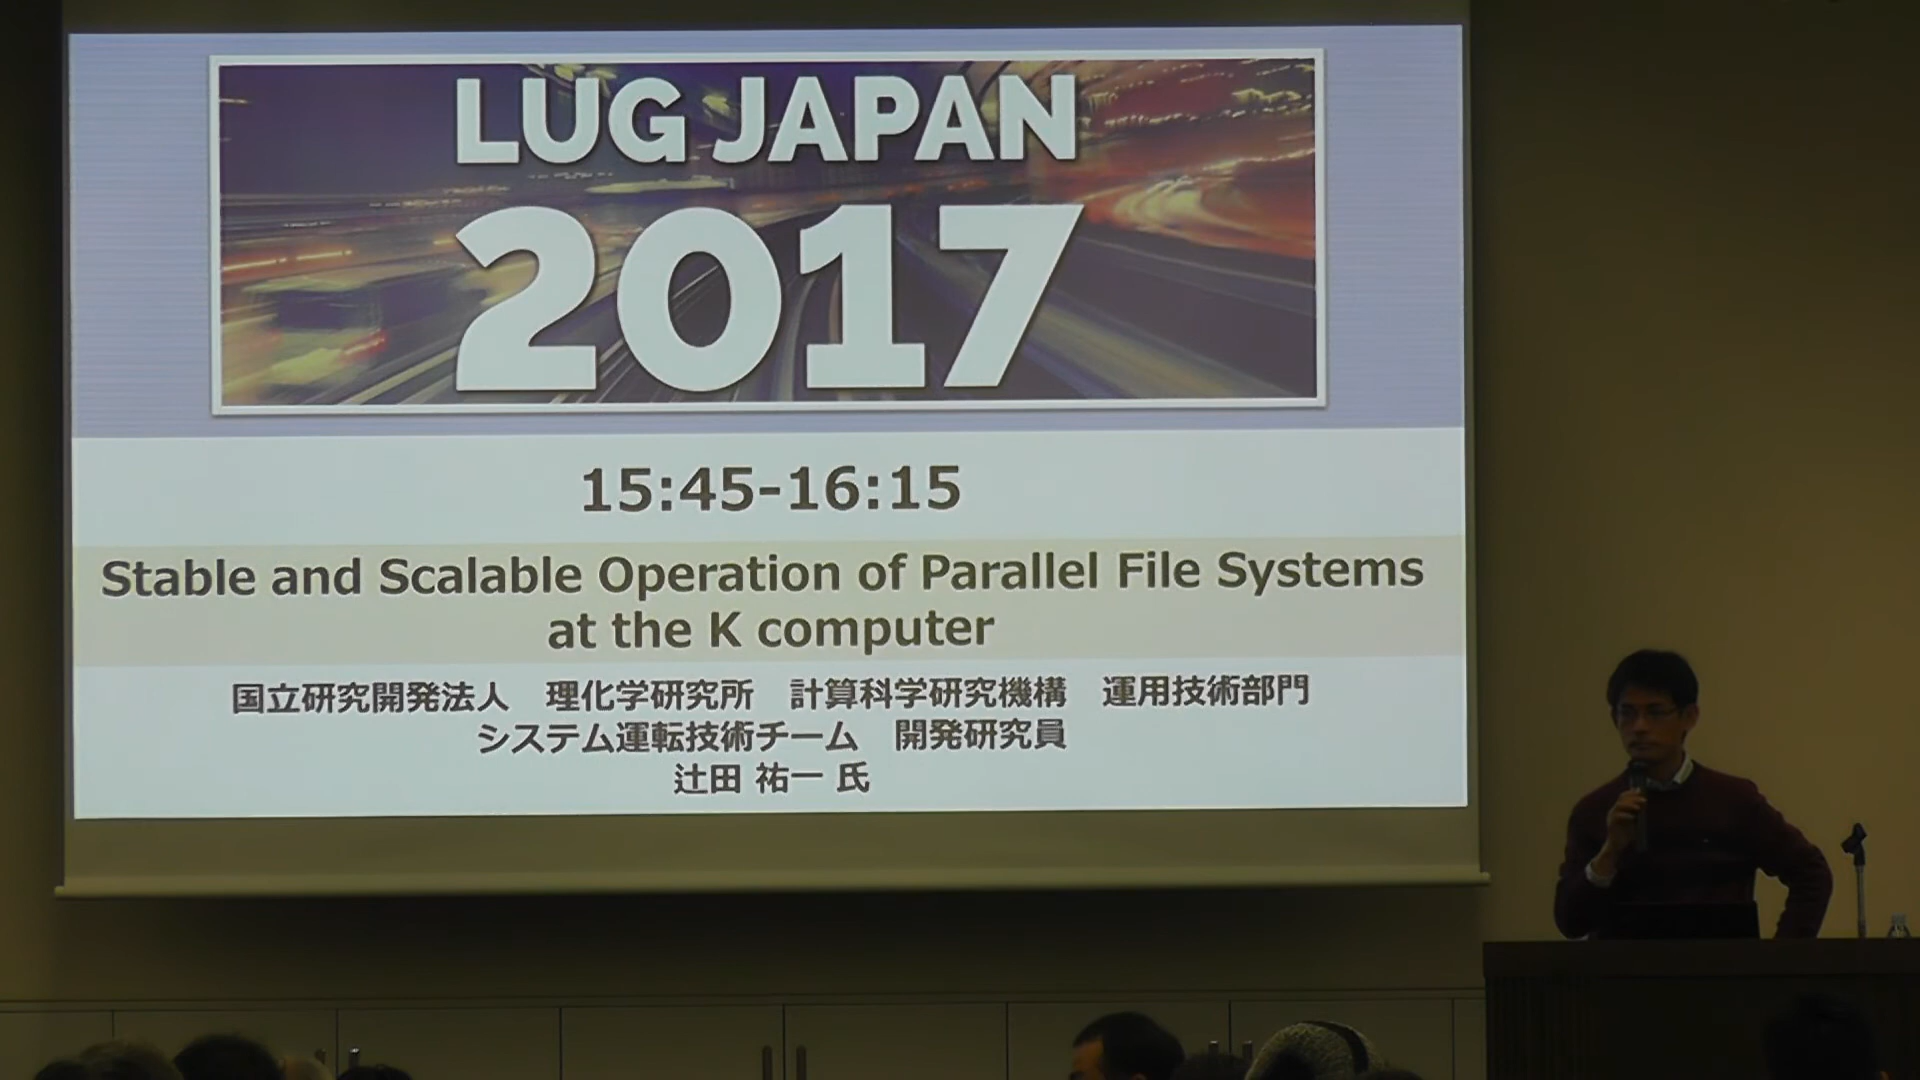 LUG JAPAN
2017
15:45-16:15
Stable and Scalable Operation of Parallel File Systems
at the K computer
国立研究開発法人　理化学研究所　計算科学研究機構　運用技術部門
システム運転技術チーム　開発研究員
辻田 祐一 氏